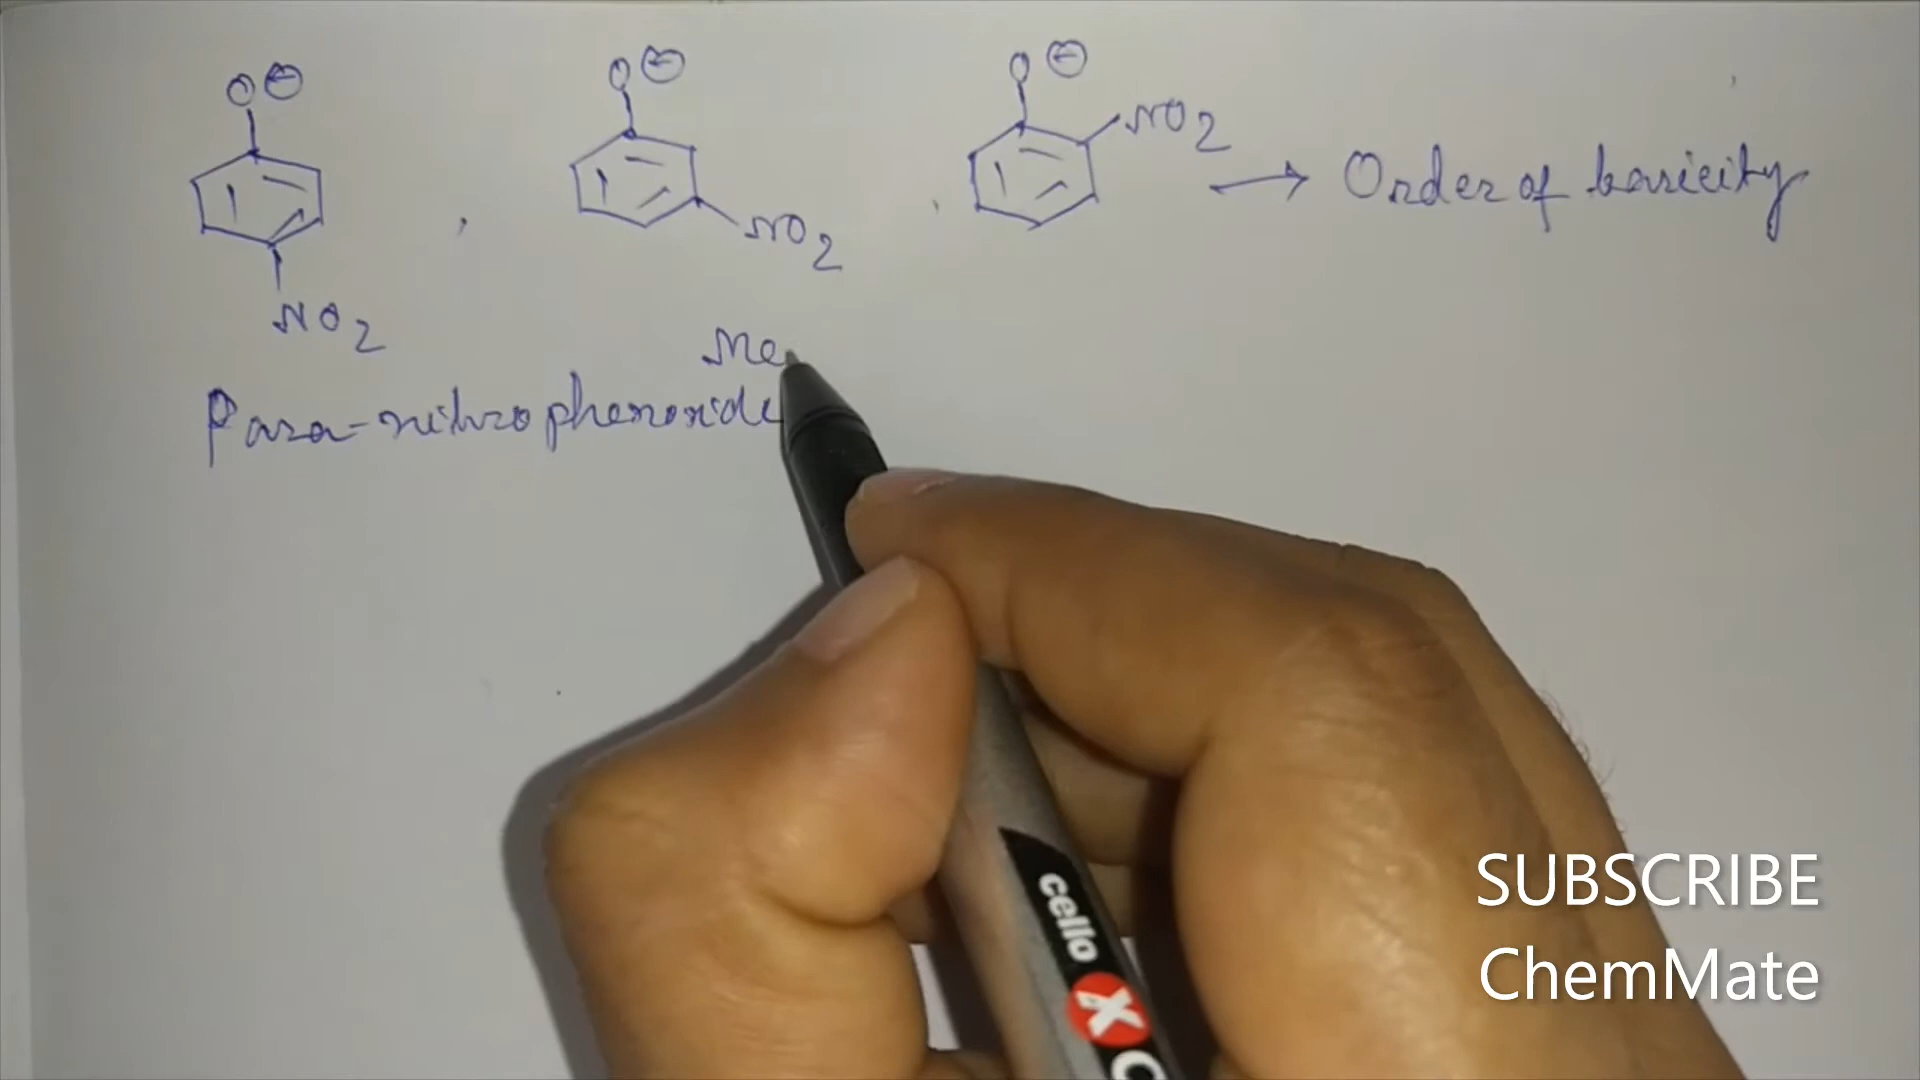 O⊖
O⊖
O⊖
NO2
NO2
NO2
→ Order of basicity
Me
Para-nitrophenoxide
cello X C
SUBSCRIBE
ChemMate